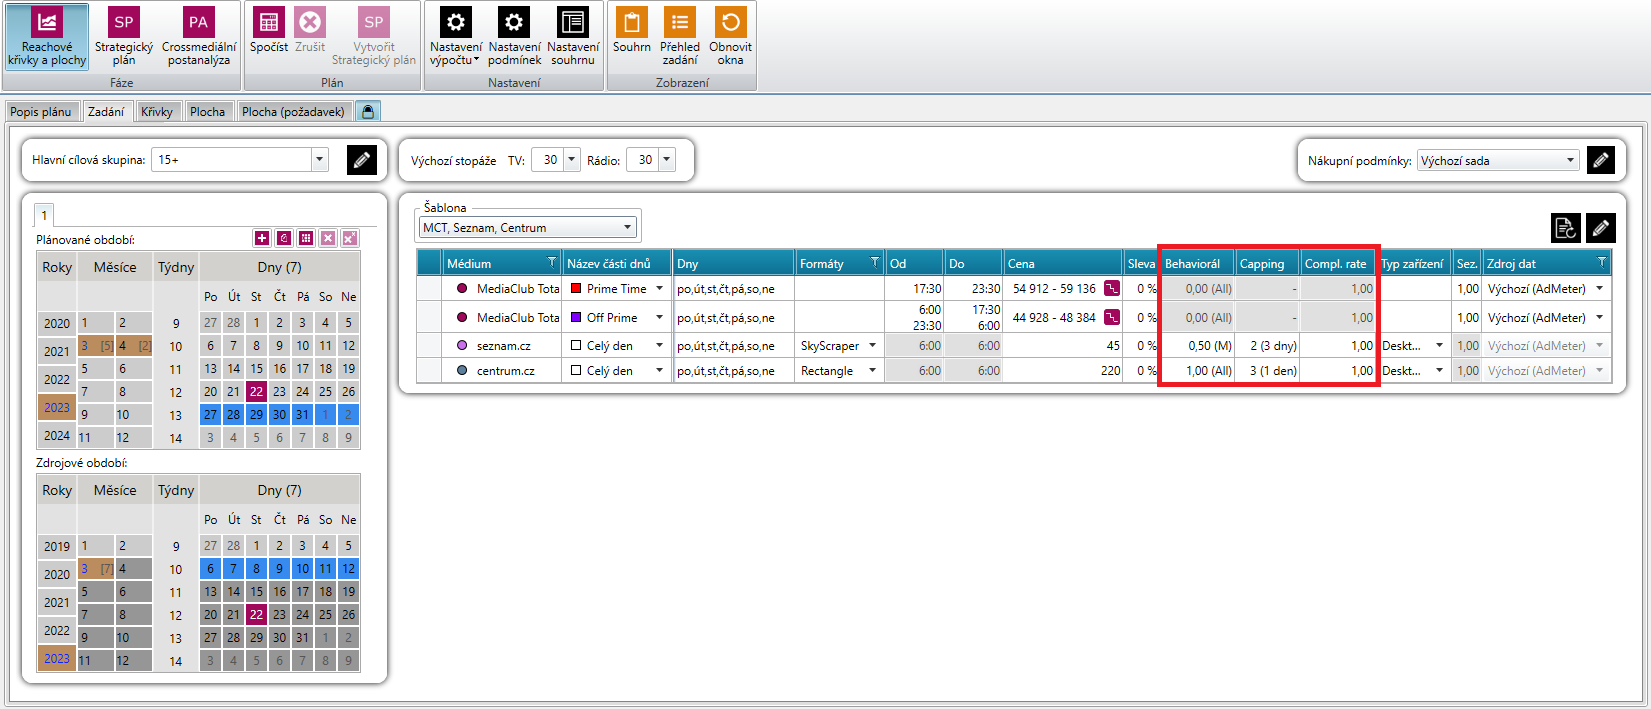 Reachové křivky a plochy
Strategický plán
Crossmediální postanalýza
Fáze
Spočíst
Zrušit
Vytvořit Strategický plán
Plán
Nastavení výpočtu
Nastavení podmínek
Nastavení souhrnu
Nastavení
Souhrn
Přehled zadání
Obnovit okna
Zobrazení
SP PA SP
Popis plánu Zadání Křivky Plocha Plocha (požadavek)
Hlavní cílová skupina: 15+
Výchozí stopáže TV: 30 Rádio: 30
Nákupní podmínky: Výchozí sada
1
Plánované období:
Roky Měsíce Týdny Dny (7)
Po Út St Čt Pá So Ne
2020 1 2 9 27 28 1 2 3 4 5
2021 3 [5] 4 [2] 10 6 7 8 9 10 11 12
2022 5 6 11 13 14 15 16 17 18 19
7 8 12 20 21 22 23 24 25 26
2023 9 10 13 27 28 29 30 31 1 2
2024 11 12 14 3 4 5 6 7 8 9
Zdrojové období:
Roky Měsíce Týdny Dny (7)
Po Út St Čt Pá So Ne
2019 1 2 9 27 28 1 2 3 4 5
2020 3 [7] 4 10 6 7 8 9 10 11 12
2021 5 6 11 13 14 15 16 17 18 19
7 8 12 20 21 22 23 24 25 26
2022 9 10 13 27 28 29 30 31 1 2
2023 11 12 14 3 4 5 6 7 8 9
Šablona
MCT, Seznam, Centrum
Médium Název části dnů Dny Formáty Od Do Cena Sleva Behaviorál Capping Compl. rate Typ zařízení Sez. Zdroj dat
MediaClub Tota Prime Time po,út,st,čt,pá,so,ne 17:30 23:30 54 912 - 59 136 0 % 0,00 (All) - 1,00 1,00 Výchozí (AdMeter)
MediaClub Tota Off Prime po,út,st,čt,pá,so,ne 6:00 17:30 44 928 - 48 384 0 % 0,00 (All) - 1,00 1,00 Výchozí (AdMeter)
23:30 6:00
seznam.cz Celý den po,út,st,čt,pá,so,ne SkyScraper 6:00 6:00 45 0 % 0,50 (M) 2 (3 dny) 1,00 Deskt... 1,00 Výchozí (AdMeter)
centrum.cz Celý den po,út,st,čt,pá,so,ne Rectangle 6:00 6:00 220 0 % 1,00 (All) 3 (1 den) 1,00 Deskt... 1,00 Výchozí (AdMeter)